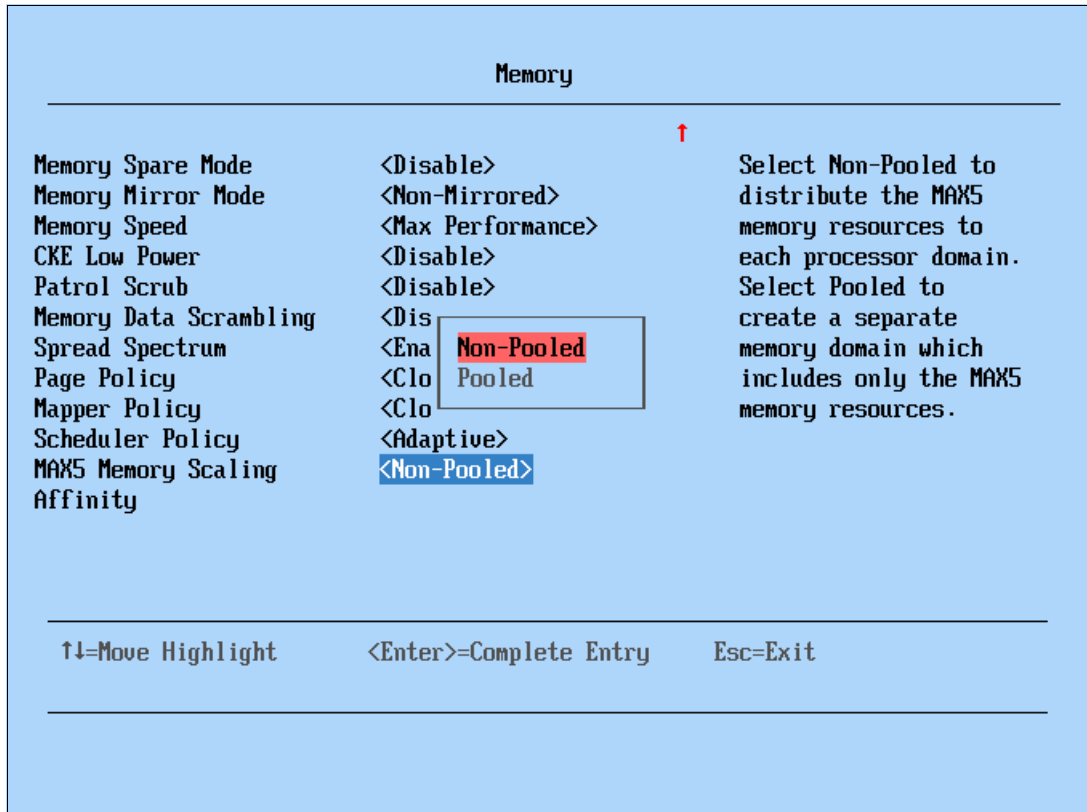 Memory
↑
Memory Spare Mode <Disable> Select Non-Pooled to
Memory Mirror Mode <Non-Mirrored> distribute the MAX5
Memory Speed <Max Performance> memory resources to
CKE Low Power <Disable> each processor domain.
Patrol Scrub <Disable> Select Pooled to
Memory Data Scrambling <Dis create a separate
Spread Spectrum <Ena Non-Pooled memory domain which
Page Policy <Clo Pooled includes only the MAX5
Mapper Policy <Clo memory resources.
Scheduler Policy <Adaptive>
MAX5 Memory Scaling <Non-Pooled>
Affinity
↑↓=Move Highlight <Enter>=Complete Entry Esc=Exit